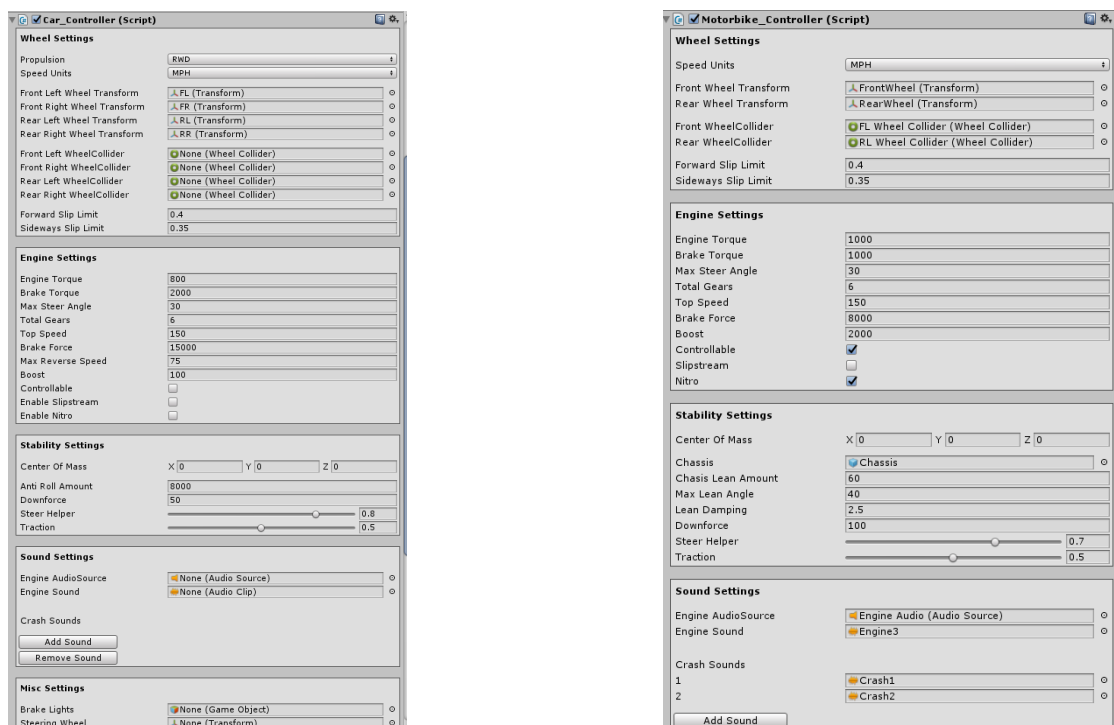 Car_Controller (Script)
Wheel Settings
Propulsion RWD
Speed Units MPH
Front Left Wheel Transform FL (Transform)
Front Right Wheel Transform FR (Transform)
Rear Left Wheel Transform RL (Transform)
Rear Right Wheel Transform RR (Transform)
Front Left WheelCollider None (Wheel Collider)
Front Right WheelCollider None (Wheel Collider)
Rear Left WheelCollider None (Wheel Collider)
Rear Right WheelCollider None (Wheel Collider)
Forward Slip Limit 0.4
Sideways Slip Limit 0.35
Engine Settings
Engine Torque 800
Brake Torque 2000
Max Steer Angle 30
Total Gears 6
Top Speed 150
Brake Force 15000
Max Reverse Speed 75
Boost 100
Controllable
Enable Slipstream
Enable Nitro
Stability Settings
Center Of Mass X 0 Y 0 Z 0
Anti Roll Amount 8000
Downforce 50
Steer Helper 0.8
Traction 0.5
Sound Settings
Engine AudioSource None (Audio Source)
Engine Sound None (Audio Clip)
Crash Sounds
Add Sound
Remove Sound
Misc Settings
Brake Lights None (Game Object)
Steering Wheel None (Transform)
Motorbike_Controller (Script)
Wheel Settings
Speed Units MPH
Front Wheel Transform FrontWheel (Transform)
Rear Wheel Transform RearWheel (Transform)
Front WheelCollider FL Wheel Collider (Wheel Collider)
Rear WheelCollider RL Wheel Collider (Wheel Collider)
Forward Slip Limit 0.4
Sideways Slip Limit 0.35
Engine Settings
Engine Torque 1000
Brake Torque 1000
Max Steer Angle 30
Total Gears 6
Top Speed 150
Brake Force 8000
Boost 2000
Controllable
Slipstream
Nitro
Stability Settings
Center Of Mass X 0 Y 0 Z 0
Chassis Chassis
Chasis Lean Amount 60
Max Lean Angle 40
Lean Damping 2.5
Downforce 100
Steer Helper 0.7
Traction 0.5
Sound Settings
Engine AudioSource Engine Audio (Audio Source)
Engine Sound Engine3
Crash Sounds
1 Crash1
2 Crash2
Add Sound